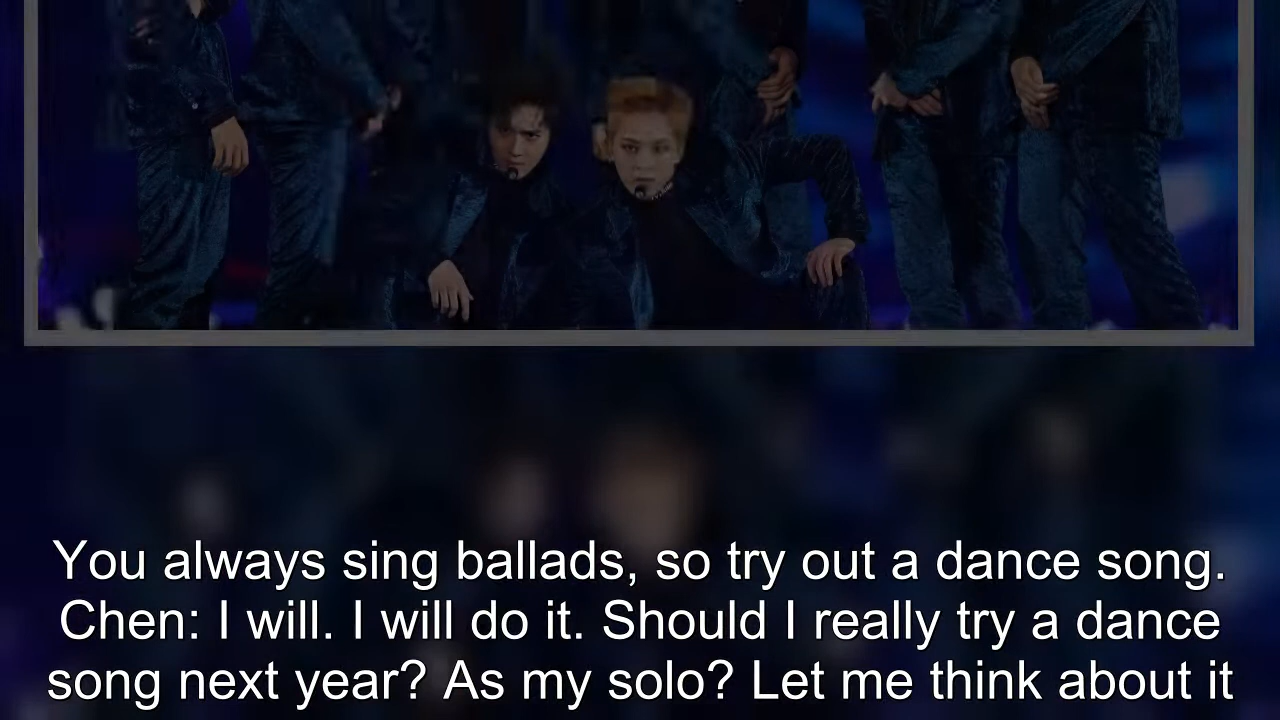 You always sing ballads, so try out a dance song.
Chen: I will. I will do it. Should I really try a dance
song next year? As my solo? Let me think about it